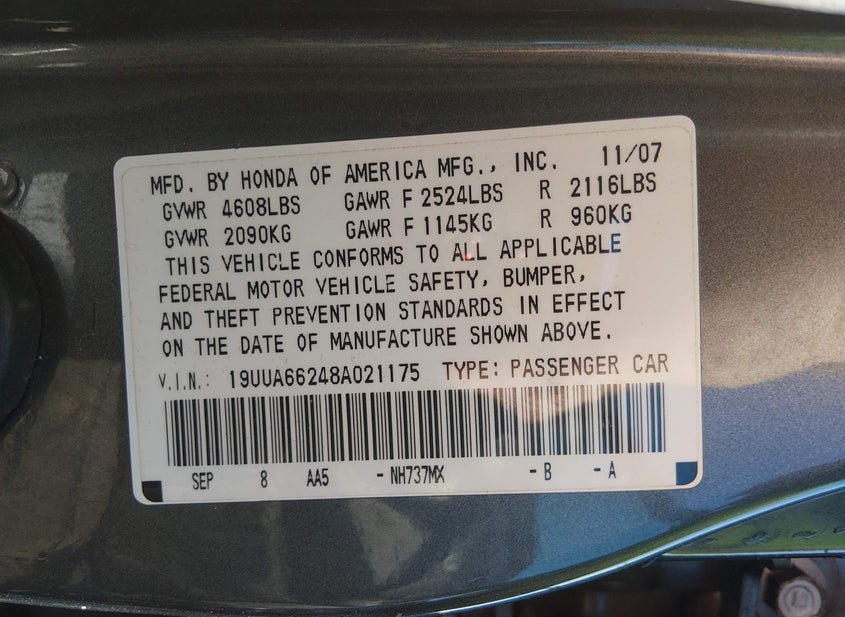 MFD. BY HONDA OF AMERICA MFG., INC. 11/07
GVWR 4608LBS GAWR F 2524LBS R 2116LBS
GVWR 2090KG GAWR F 1145KG R 960KG
THIS VEHICLE CONFORMS TO ALL APPLICABLE
FEDERAL MOTOR VEHICLE SAFETY, BUMPER,
AND THEFT PREVENTION STANDARDS IN EFFECT
ON THE DATE OF MANUFACTURE SHOWN ABOVE.
V.I.N.: 19UUA66248A021175 TYPE: PASSENGER CAR
SEP 8 AA5 -NH737MX -B -A